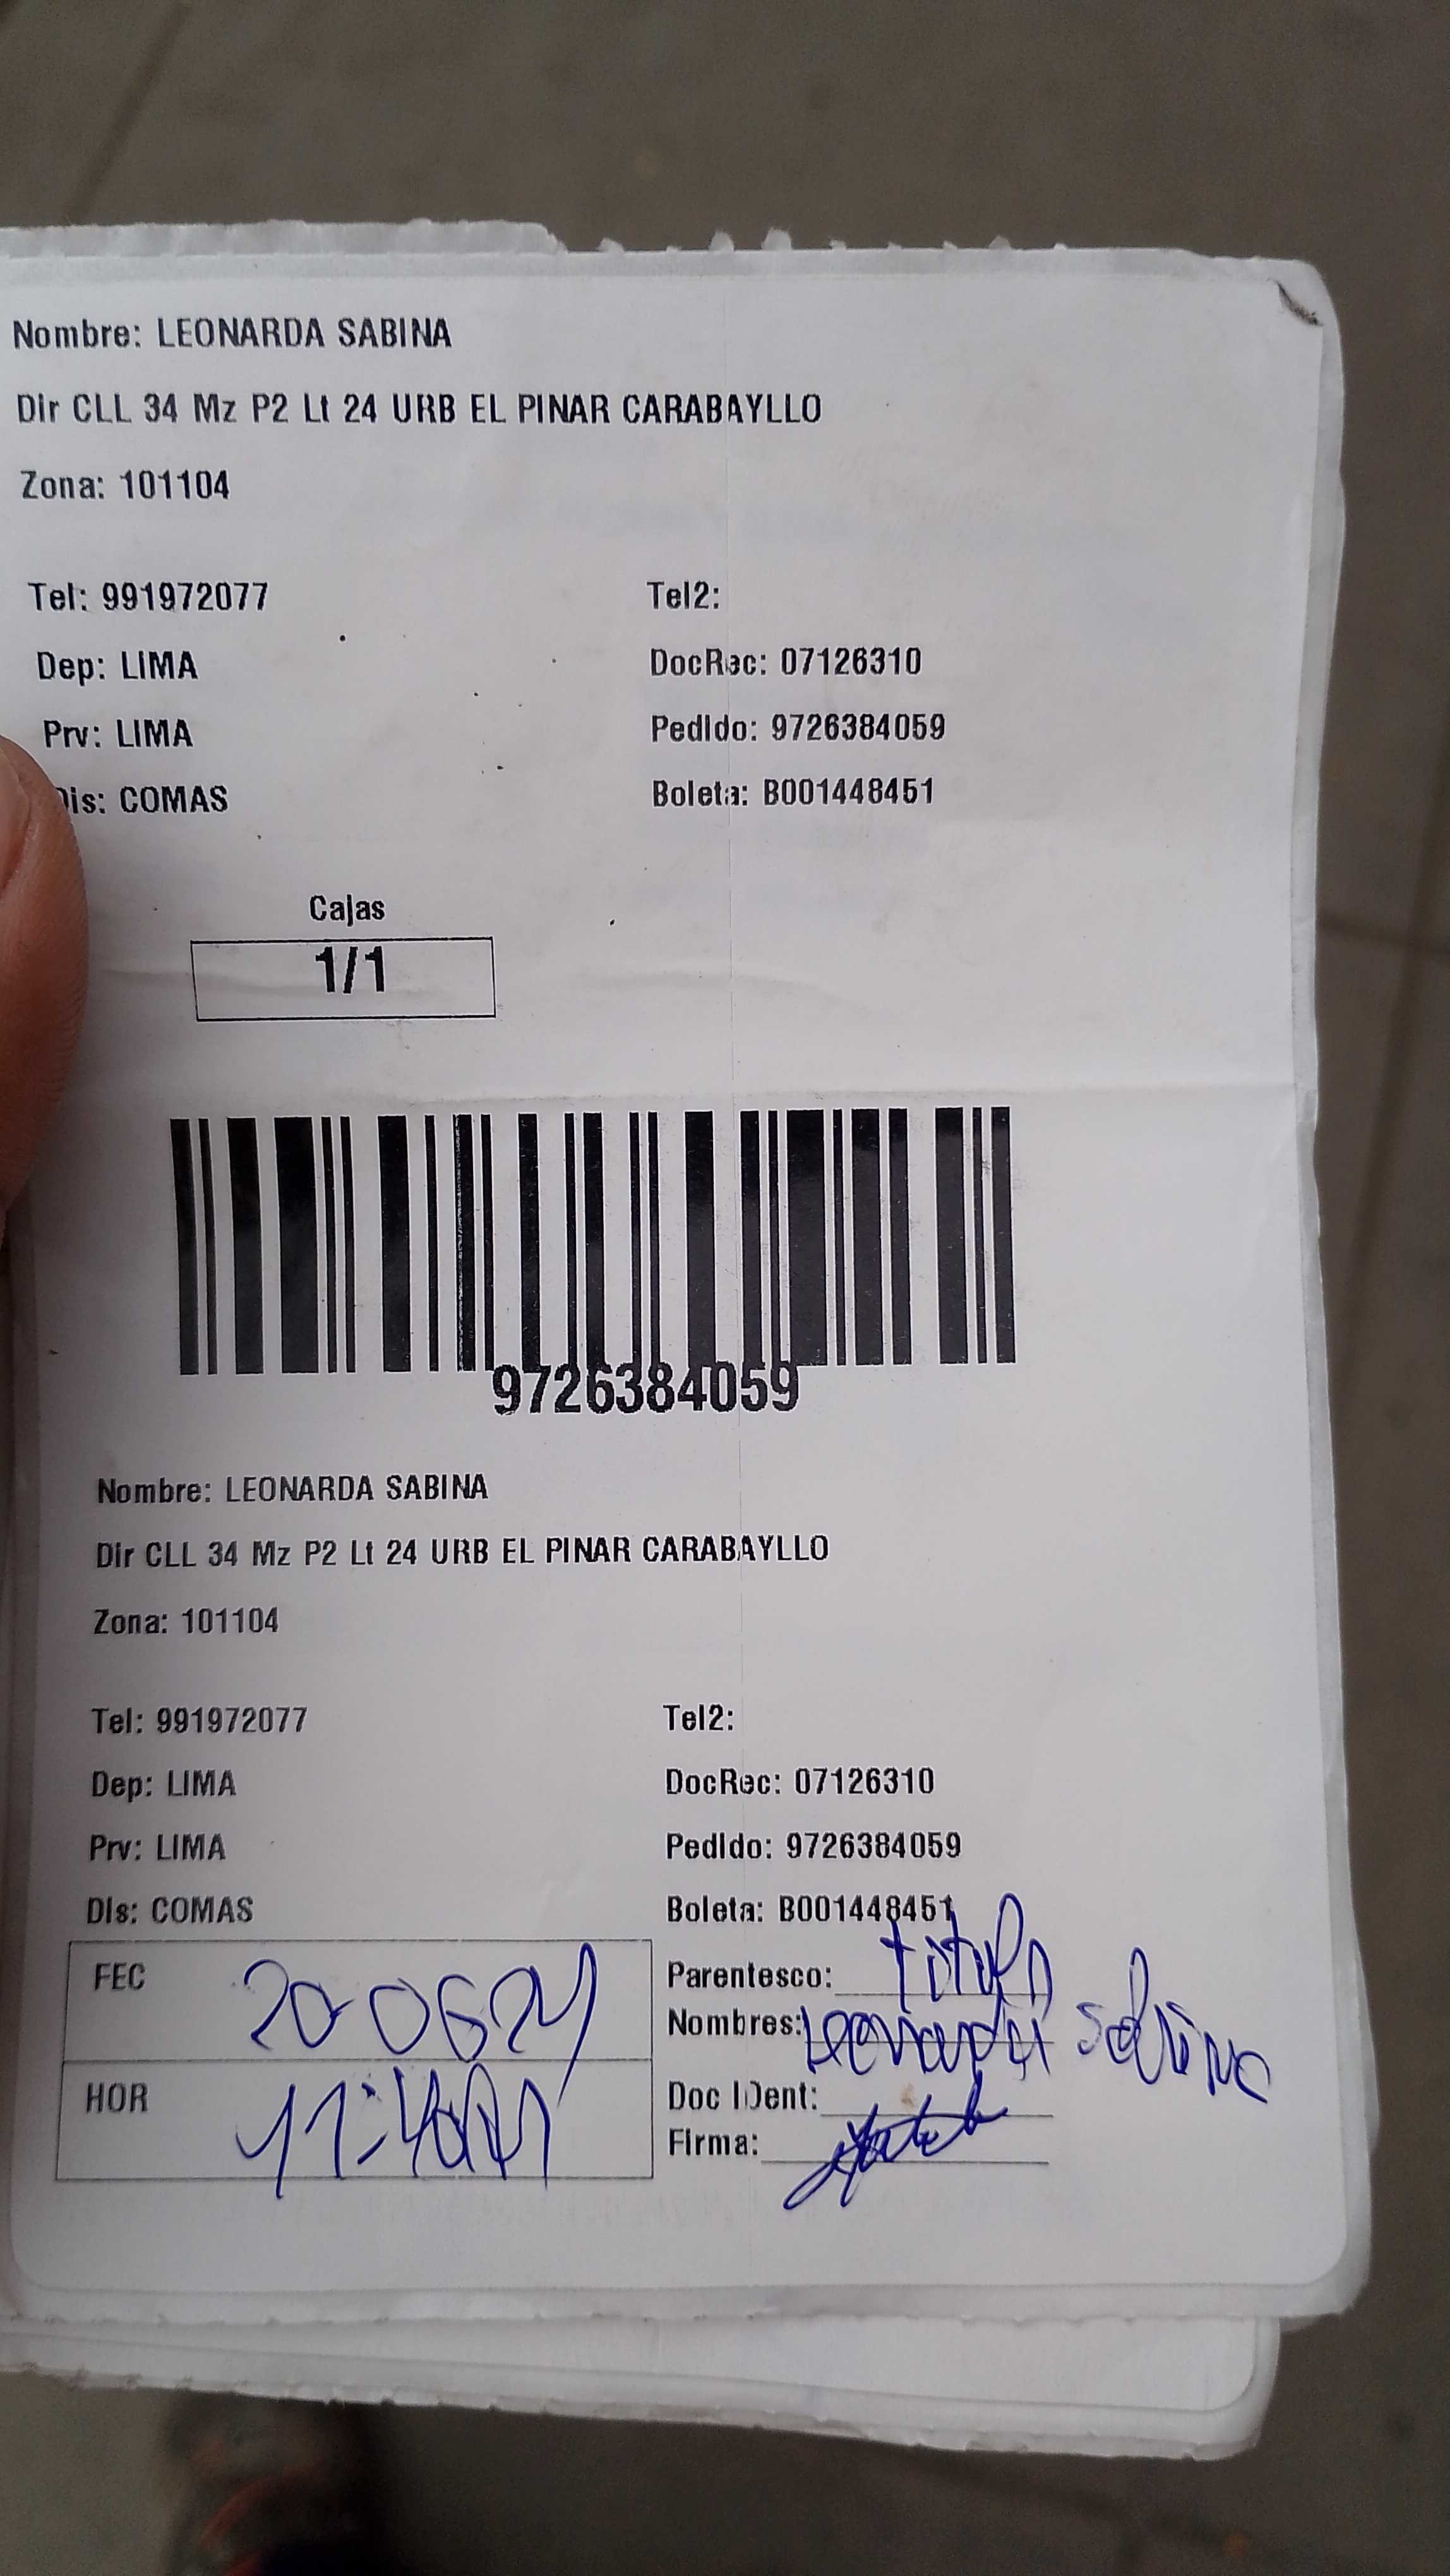 Nombre: LEONARDA SABINA
Dir CLL 34 Mz P2 Lt 24 URB EL PINAR CARABAYLLO
Zona: 101104
Tel: 991972077 Tel2:
Dep: LIMA DocRec: 07126310
Prv: LIMA Pedido: 9726384059
Dis: COMAS Boleta: B001448451
Cajas
1/1
9726384059
Nombre: LEONARDA SABINA
Dir CLL 34 Mz P2 Lt 24 URB EL PINAR CARABAYLLO
Zona: 101104
Tel: 991972077 Tel2:
Dep: LIMA DocRec: 07126310
Prv: LIMA Pedido: 9726384059
Dis: COMAS Boleta: B001448451
FEC Parentesco:
Nombres: Leonarda Sabina
HOR Doc IDent:
Firma: